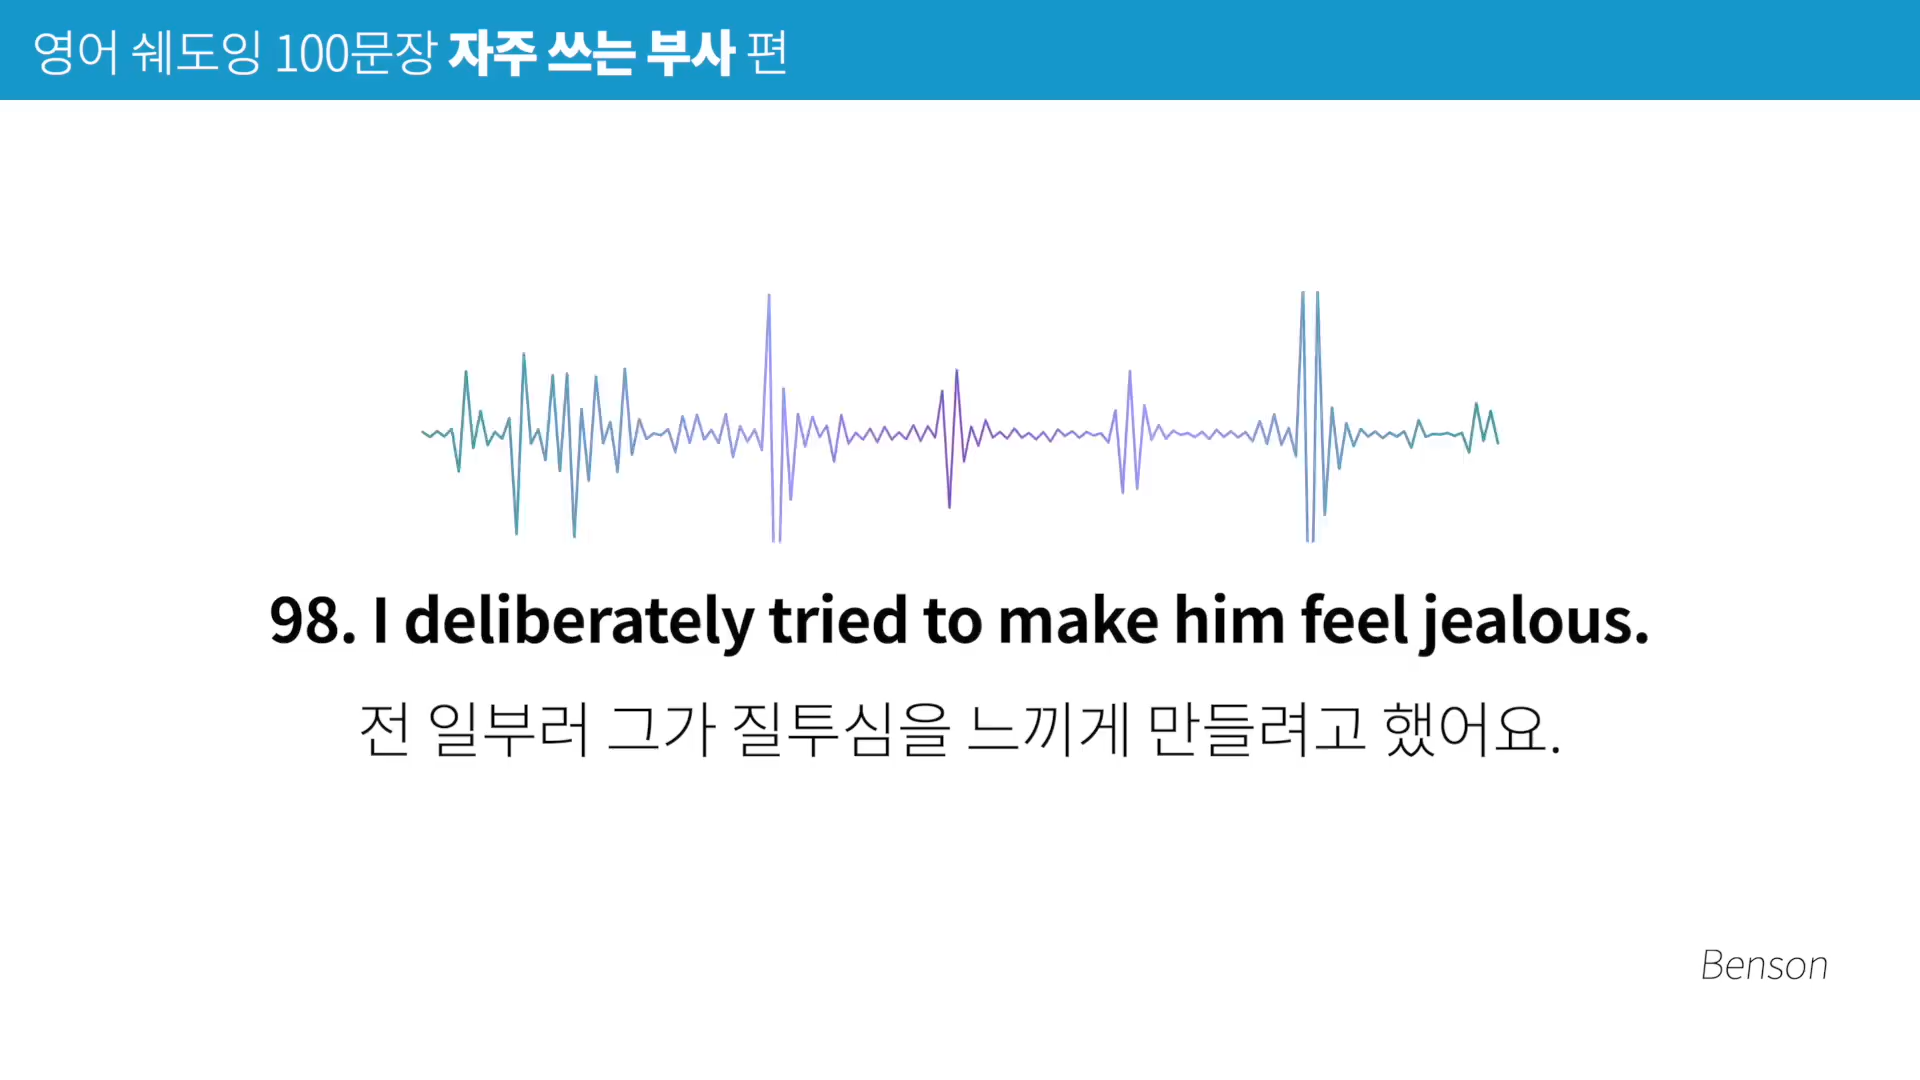 영어 쉐도잉 100문장 자주 쓰는 부사 편
98. I deliberately tried to make him feel jealous.
전 일부러 그가 질투심을 느끼게 만들려고 했어요.
Benson